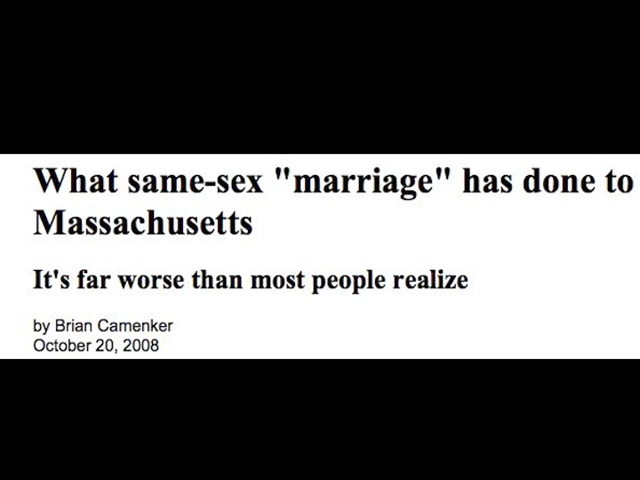 What same-sex "marriage" has done to
Massachusetts
It's far worse than most people realize
by Brian Camenker
October 20, 2008